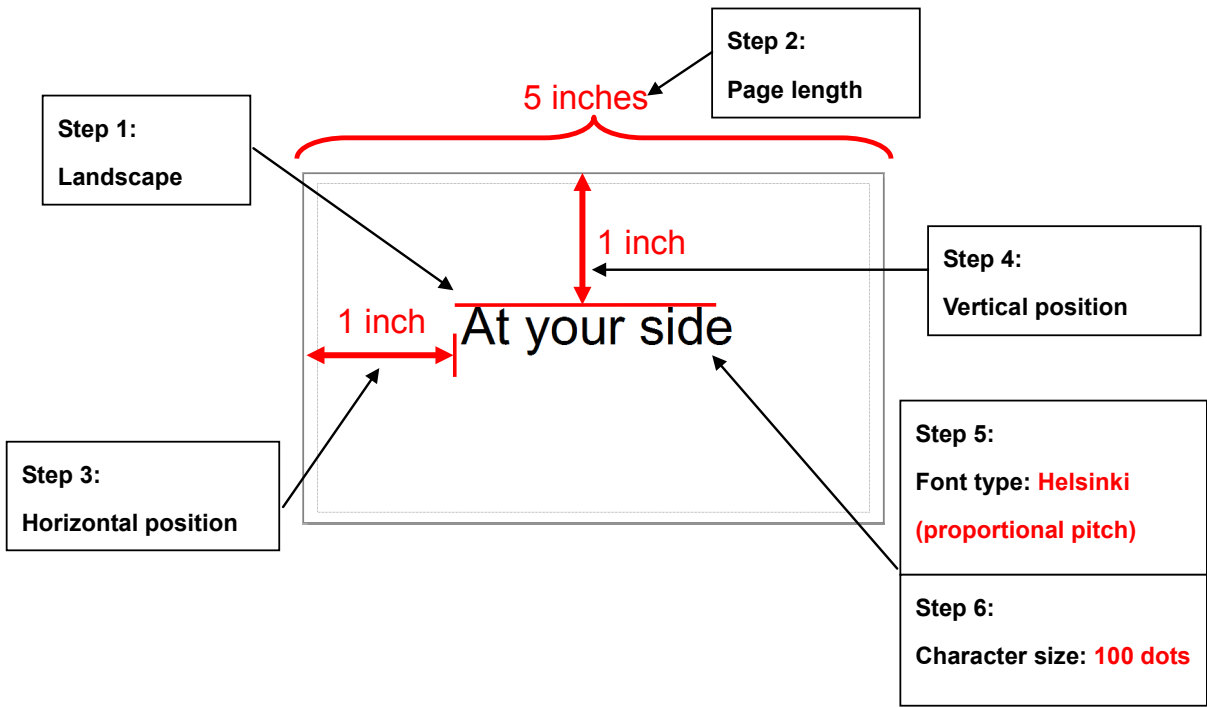 Step 2:
Page length
5 inches
Step 1:
Landscape
1 inch
Step 4:
Vertical position
1 inch
At your side
Step 3:
Horizontal position
Step 5:
Font type: Helsinki
(proportional pitch)
Step 6:
Character size: 100 dots